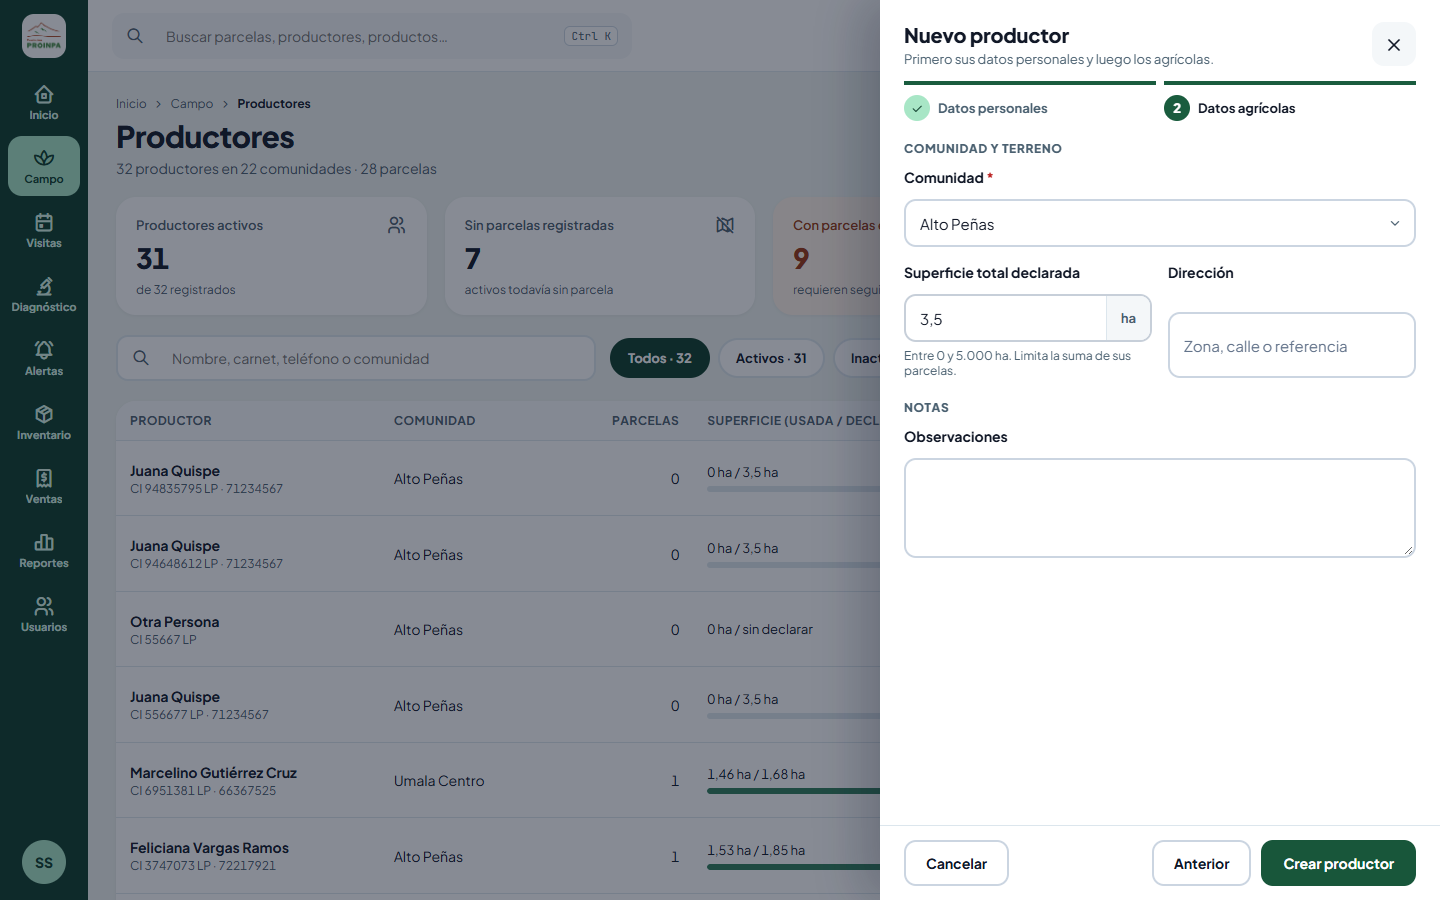 PROINPA
Inicio
Campo
Visitas
Diagnóstico
Alertas
Inventario
Ventas
Reportes
Usuarios
SS
Buscar parcelas, productores, productos...
Ctrl K
Inicio > Campo > Productores
Productores
32 productores en 22 comunidades · 28 parcelas
Productores activos
31
de 32 registrados
Sin parcelas registradas
7
activos todavía sin parcela
Con parcelas
9
requieren
Nombre, carnet, teléfono o comunidad
Todos · 32
Activos · 31
PRODUCTOR COMUNIDAD PARCELAS SUPERFICIE (USADA /
Juana Quispe
CI 94835795 LP · 71234567
Alto Peñas
0
0 ha / 3,5 ha
Juana Quispe
CI 94648612 LP · 71234567
Alto Peñas
0
0 ha / 3,5 ha
Otra Persona
CI 55667 LP
Alto Peñas
0
0 ha / sin declarar
Juana Quispe
CI 556677 LP · 71234567
Alto Peñas
0
0 ha / 3,5 ha
Marcelino Gutiérrez Cruz
CI 6951381 LP · 66367525
Umala Centro
1
1,46 ha / 1,68 ha
Feliciana Vargas Ramos
CI 3747073 LP · 72217921
Alto Peñas
1
1,53 ha / 1,85 ha
Nuevo productor
Primero sus datos personales y luego los agrícolas.
Datos personales
2 Datos agrícolas
COMUNIDAD Y TERRENO
Comunidad *
Alto Peñas
Superficie total declarada
3,5 ha
Entre 0 y 5.000 ha. Limita la suma de sus
parcelas.
Dirección
Zona, calle o referencia
NOTAS
Observaciones
Cancelar
Anterior
Crear productor